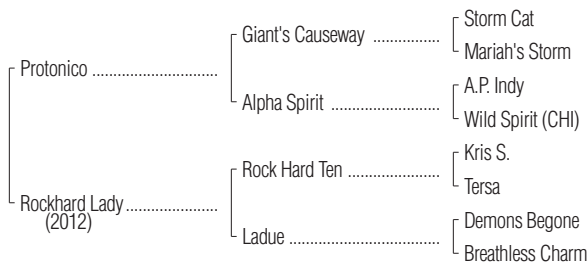 Storm Cat
Giant's Causeway ................
Mariah's Storm
Protonico ..............................
A.P. Indy
Alpha Spirit ..........................
Wild Spirit (CHI)
Kris S.
Rock Hard Ten ......................
Tersa
Rockhard Lady ......................
(2012)
Demons Begone
Ladue ....................................
Breathless Charm